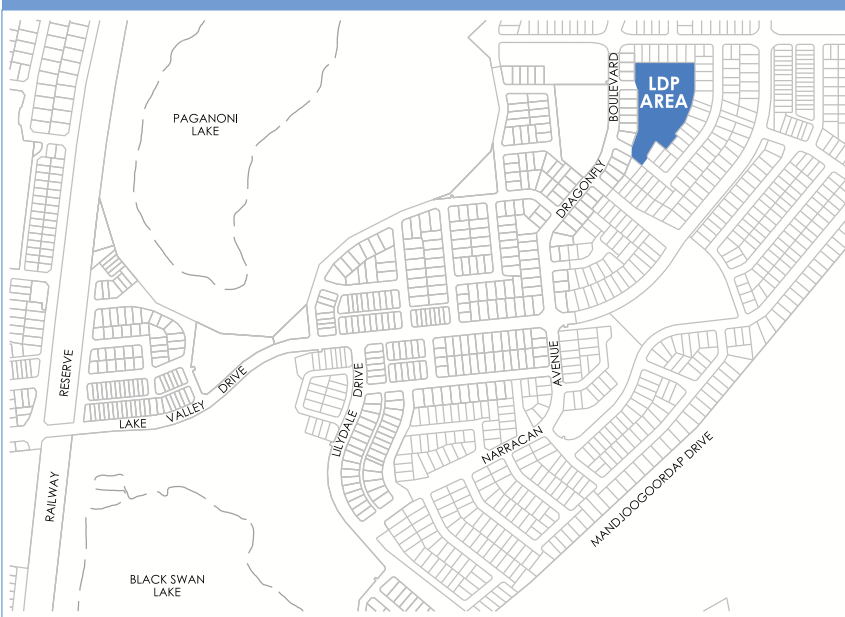 PAGANONI
LAKE
BOULEVARD
LDP
AREA
DRAGONFLY
RESERVE
LAKE VALLEY DRIVE
LILYDALE DRIVE
AVENUE
NARRACAN
MANDJOOGOORDAP DRIVE
RAILWAY
BLACK SWAN
LAKE